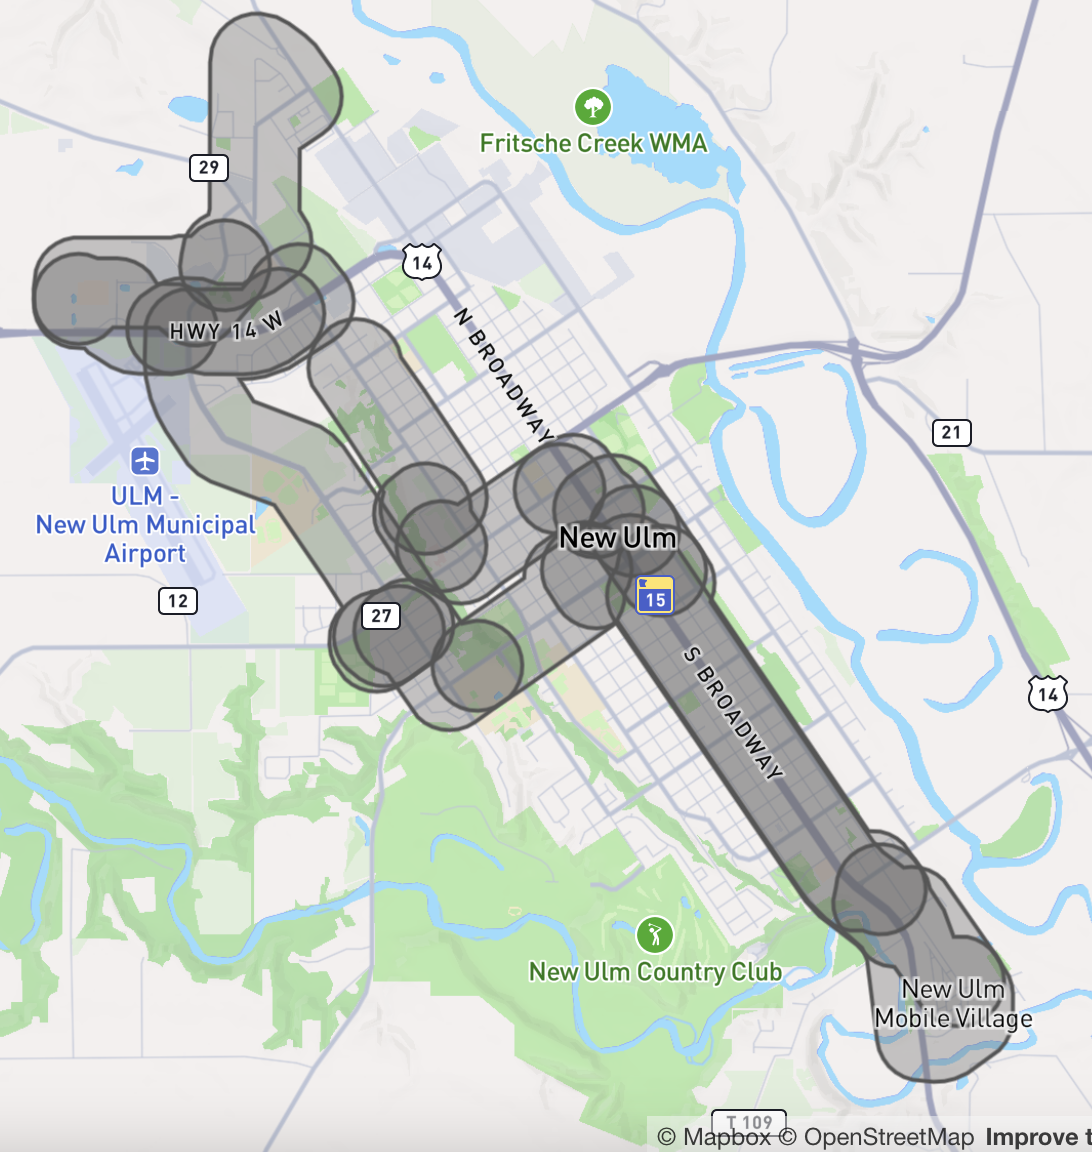 Fritsche Creek WMA
29
14
HWY 14 W
N BROADWAY
21
ULM -
New Ulm Municipal
Airport
New Ulm
12
15
27
S BROADWAY
14
New Ulm Country Club
New Ulm
Mobile Village
T 109
© Mapbox © OpenStreetMap Improve t